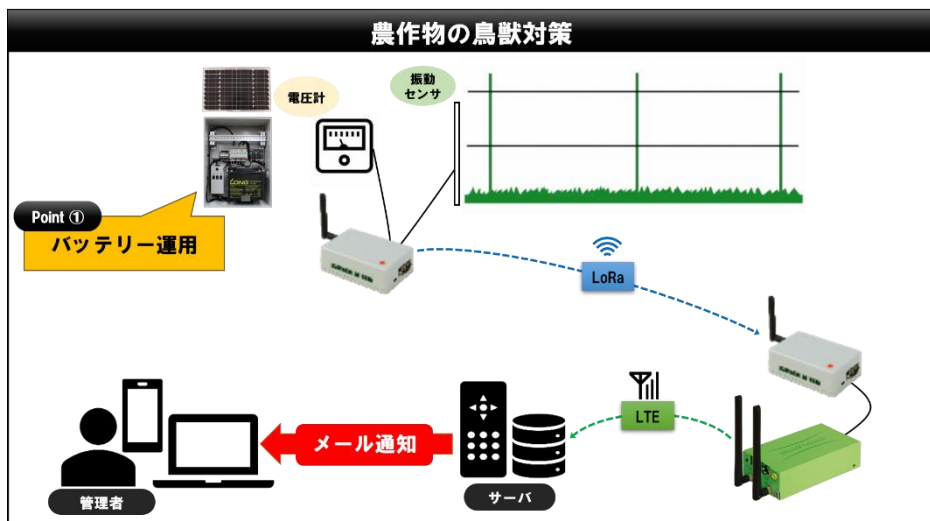 農作物の鳥獣対策
電圧計
振動
センサ
LONG
Point ①
バッテリー運用
LoRa
LTE
メール通知
管理者
サーバ